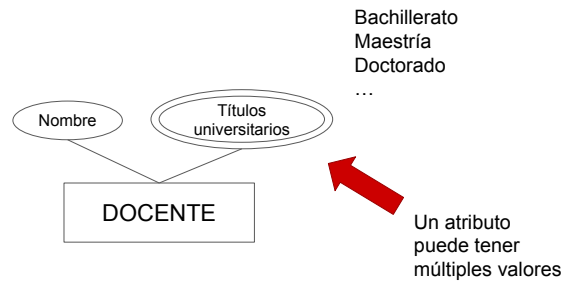 Bachillerato
Maestría
Doctorado
…
Nombre
Títulos
universitarios
DOCENTE
Un atributo
puede tener
múltiples valores